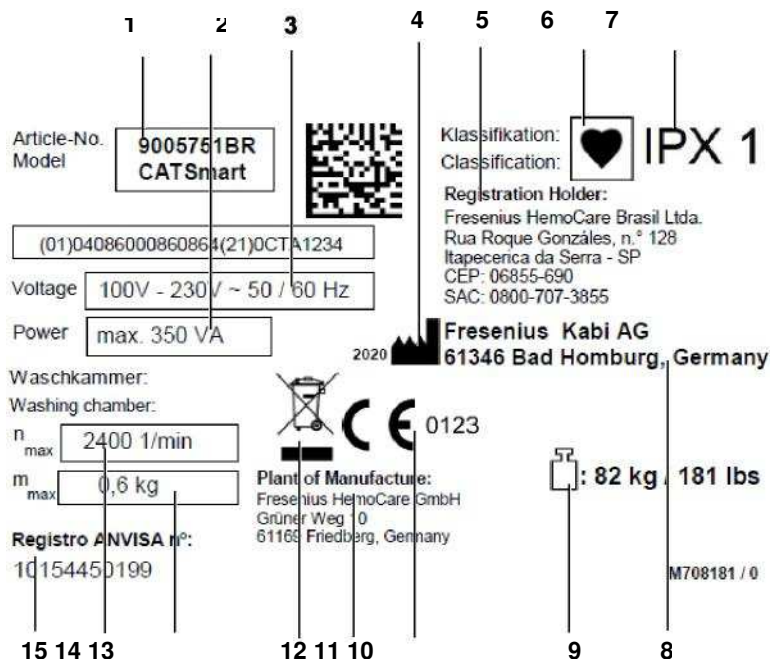 1 2 3 4 5 6 7
Article-No. 9005751BR
Model CATSmart
(01)04086000860864(21)0CTA1234
Voltage 100V - 230V ~ 50 / 60 Hz
Power max. 350 VA
Waschkammer:
Washing chamber:
n max 2400 1/min
m max 0,6 kg
Registro ANVISA nº:
10154450199
Klassifikation: IPX 1
Classification:
Registration Holder:
Fresenius HemoCare Brasil Ltda.
Rua Roque Gonzáles, n.° 128
Itapecerica da Serra - SP
CEP: 06855-690
SAC: 0800-707-3855
2020 Fresenius Kabi AG
61346 Bad Homburg, Germany
CE 0123
Plant of Manufacture:
Fresenius HemoCare GmbH
Grüner Weg 10
61169 Friedberg, Germany
: 82 kg / 181 lbs
M708181 / 0
15 14 13 12 11 10 9 8